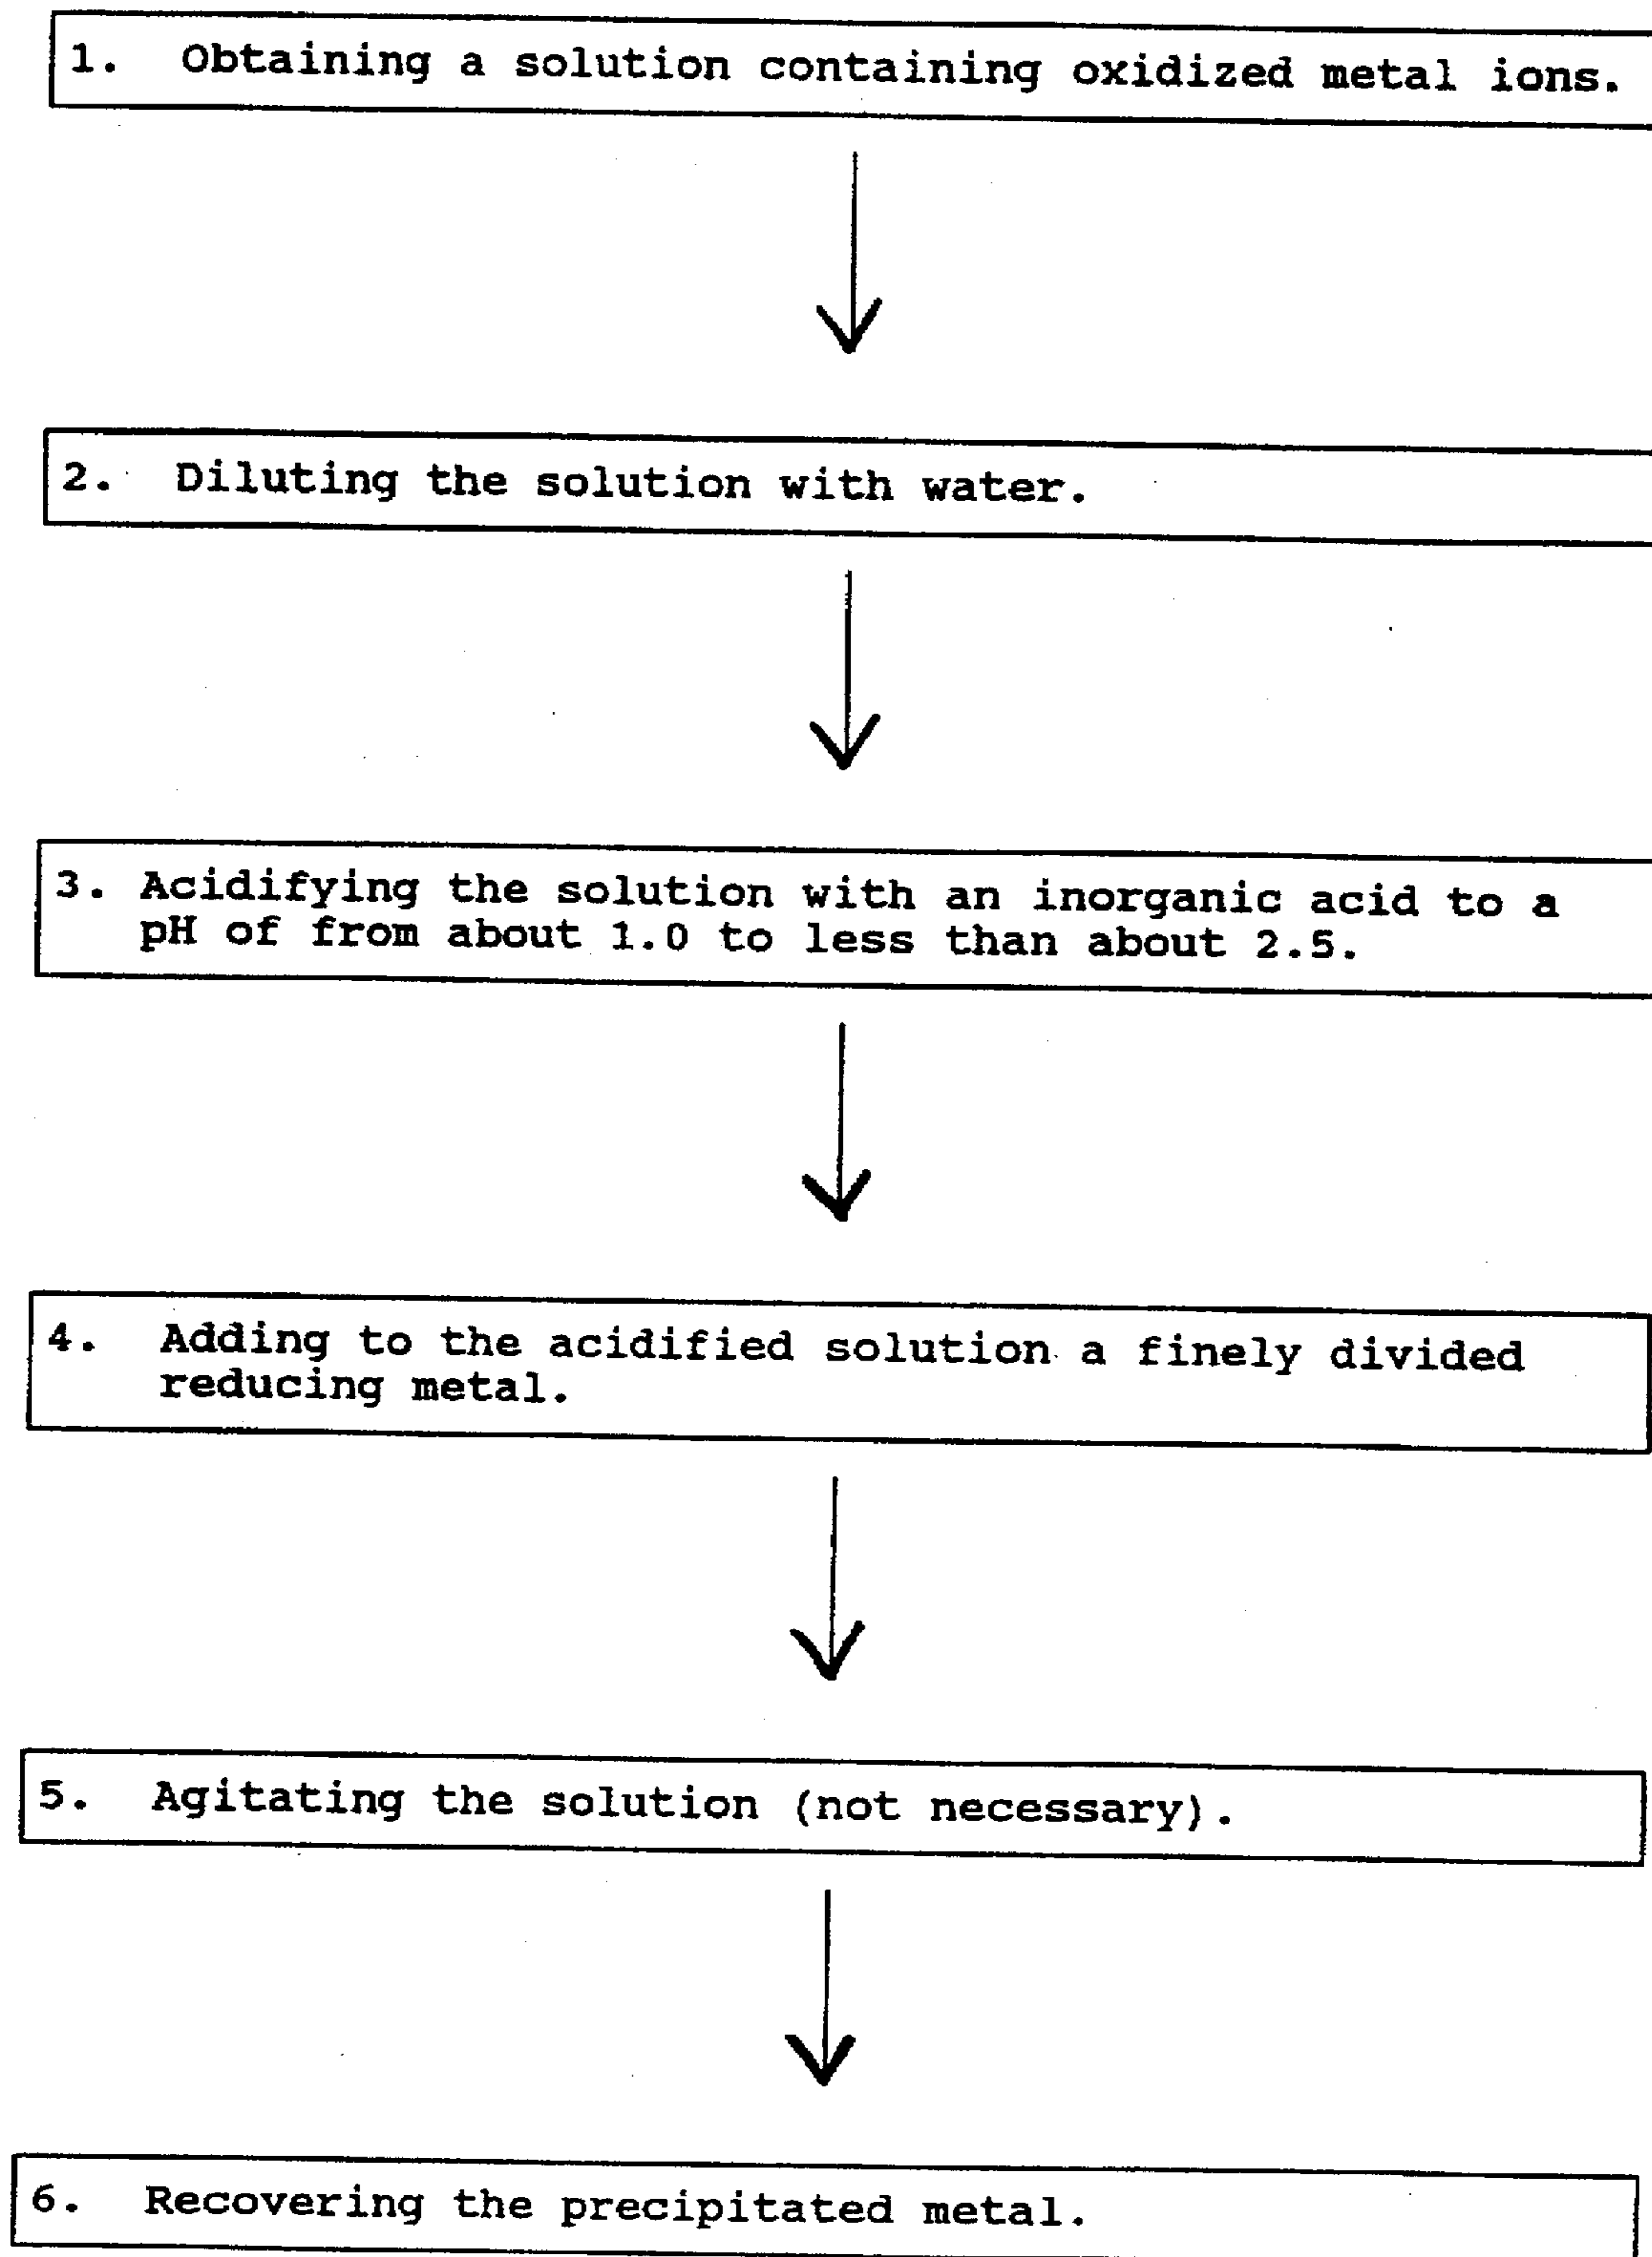 1. Obtaining a solution containing oxidized metal ions.
2. Diluting the solution with water.
3. Acidifying the solution with an inorganic acid to a
pH of from about 1.0 to less than about 2.5.
4. Adding to the acidified solution a finely divided
reducing metal.
5. Agitating the solution (not necessary).
6. Recovering the precipitated metal.